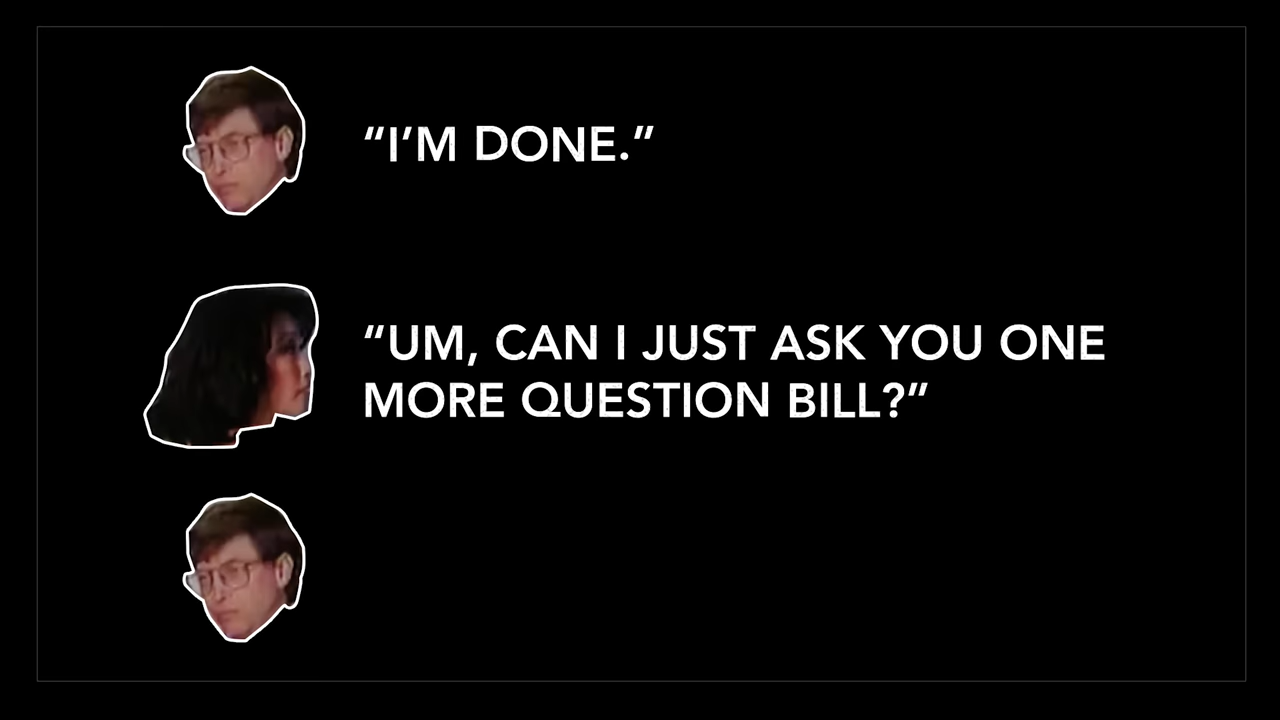 “I’M DONE.”
“UM, CAN I JUST ASK YOU ONE
MORE QUESTION BILL?”